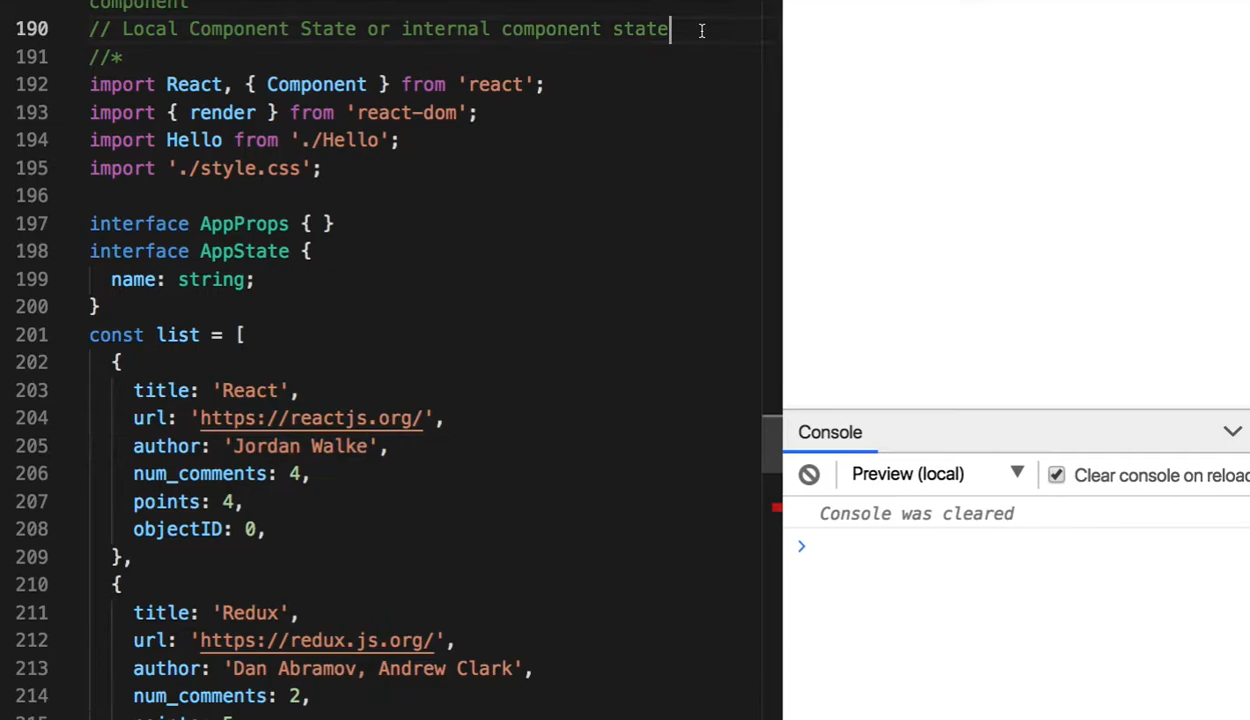 component
190 // Local Component State or internal component state
191 //*
192 import React, { Component } from 'react';
193 import { render } from 'react-dom';
194 import Hello from './Hello';
195 import './style.css';
196
197 interface AppProps { }
198 interface AppState {
199 name: string;
200 }
201 const list = [
202 {
203 title: 'React',
204 url: 'https://reactjs.org/',
205 author: 'Jordan Walke',
206 num_comments: 4,
207 points: 4,
208 objectID: 0,
209 },
210 {
211 title: 'Redux',
212 url: 'https://redux.js.org/',
213 author: 'Dan Abramov, Andrew Clark',
214 num_comments: 2,
Console
Preview (local) ▼ Clear console on reload
Console was cleared
>